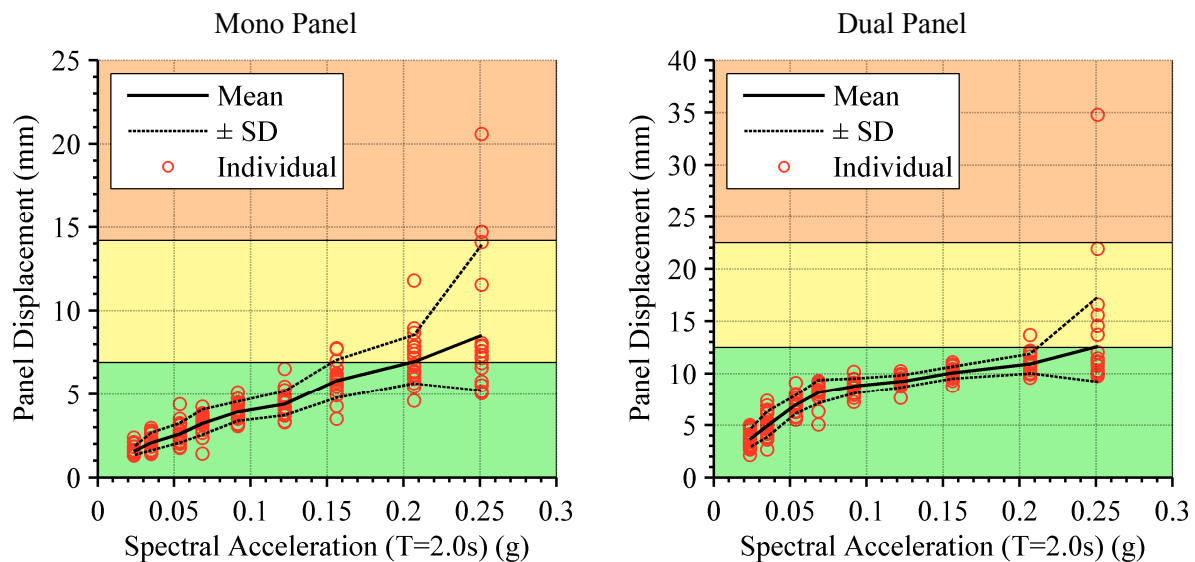 Mono Panel
25
20
15
10
5
0
Panel Displacement (mm)
Mean
± SD
Individual
0 0.05 0.1 0.15 0.2 0.25 0.3
Spectral Acceleration (T=2.0s) (g)
Dual Panel
40
35
30
25
20
15
10
5
0
Panel Displacement (mm)
Mean
± SD
Individual
0 0.05 0.1 0.15 0.2 0.25 0.3
Spectral Acceleration (T=2.0s) (g)